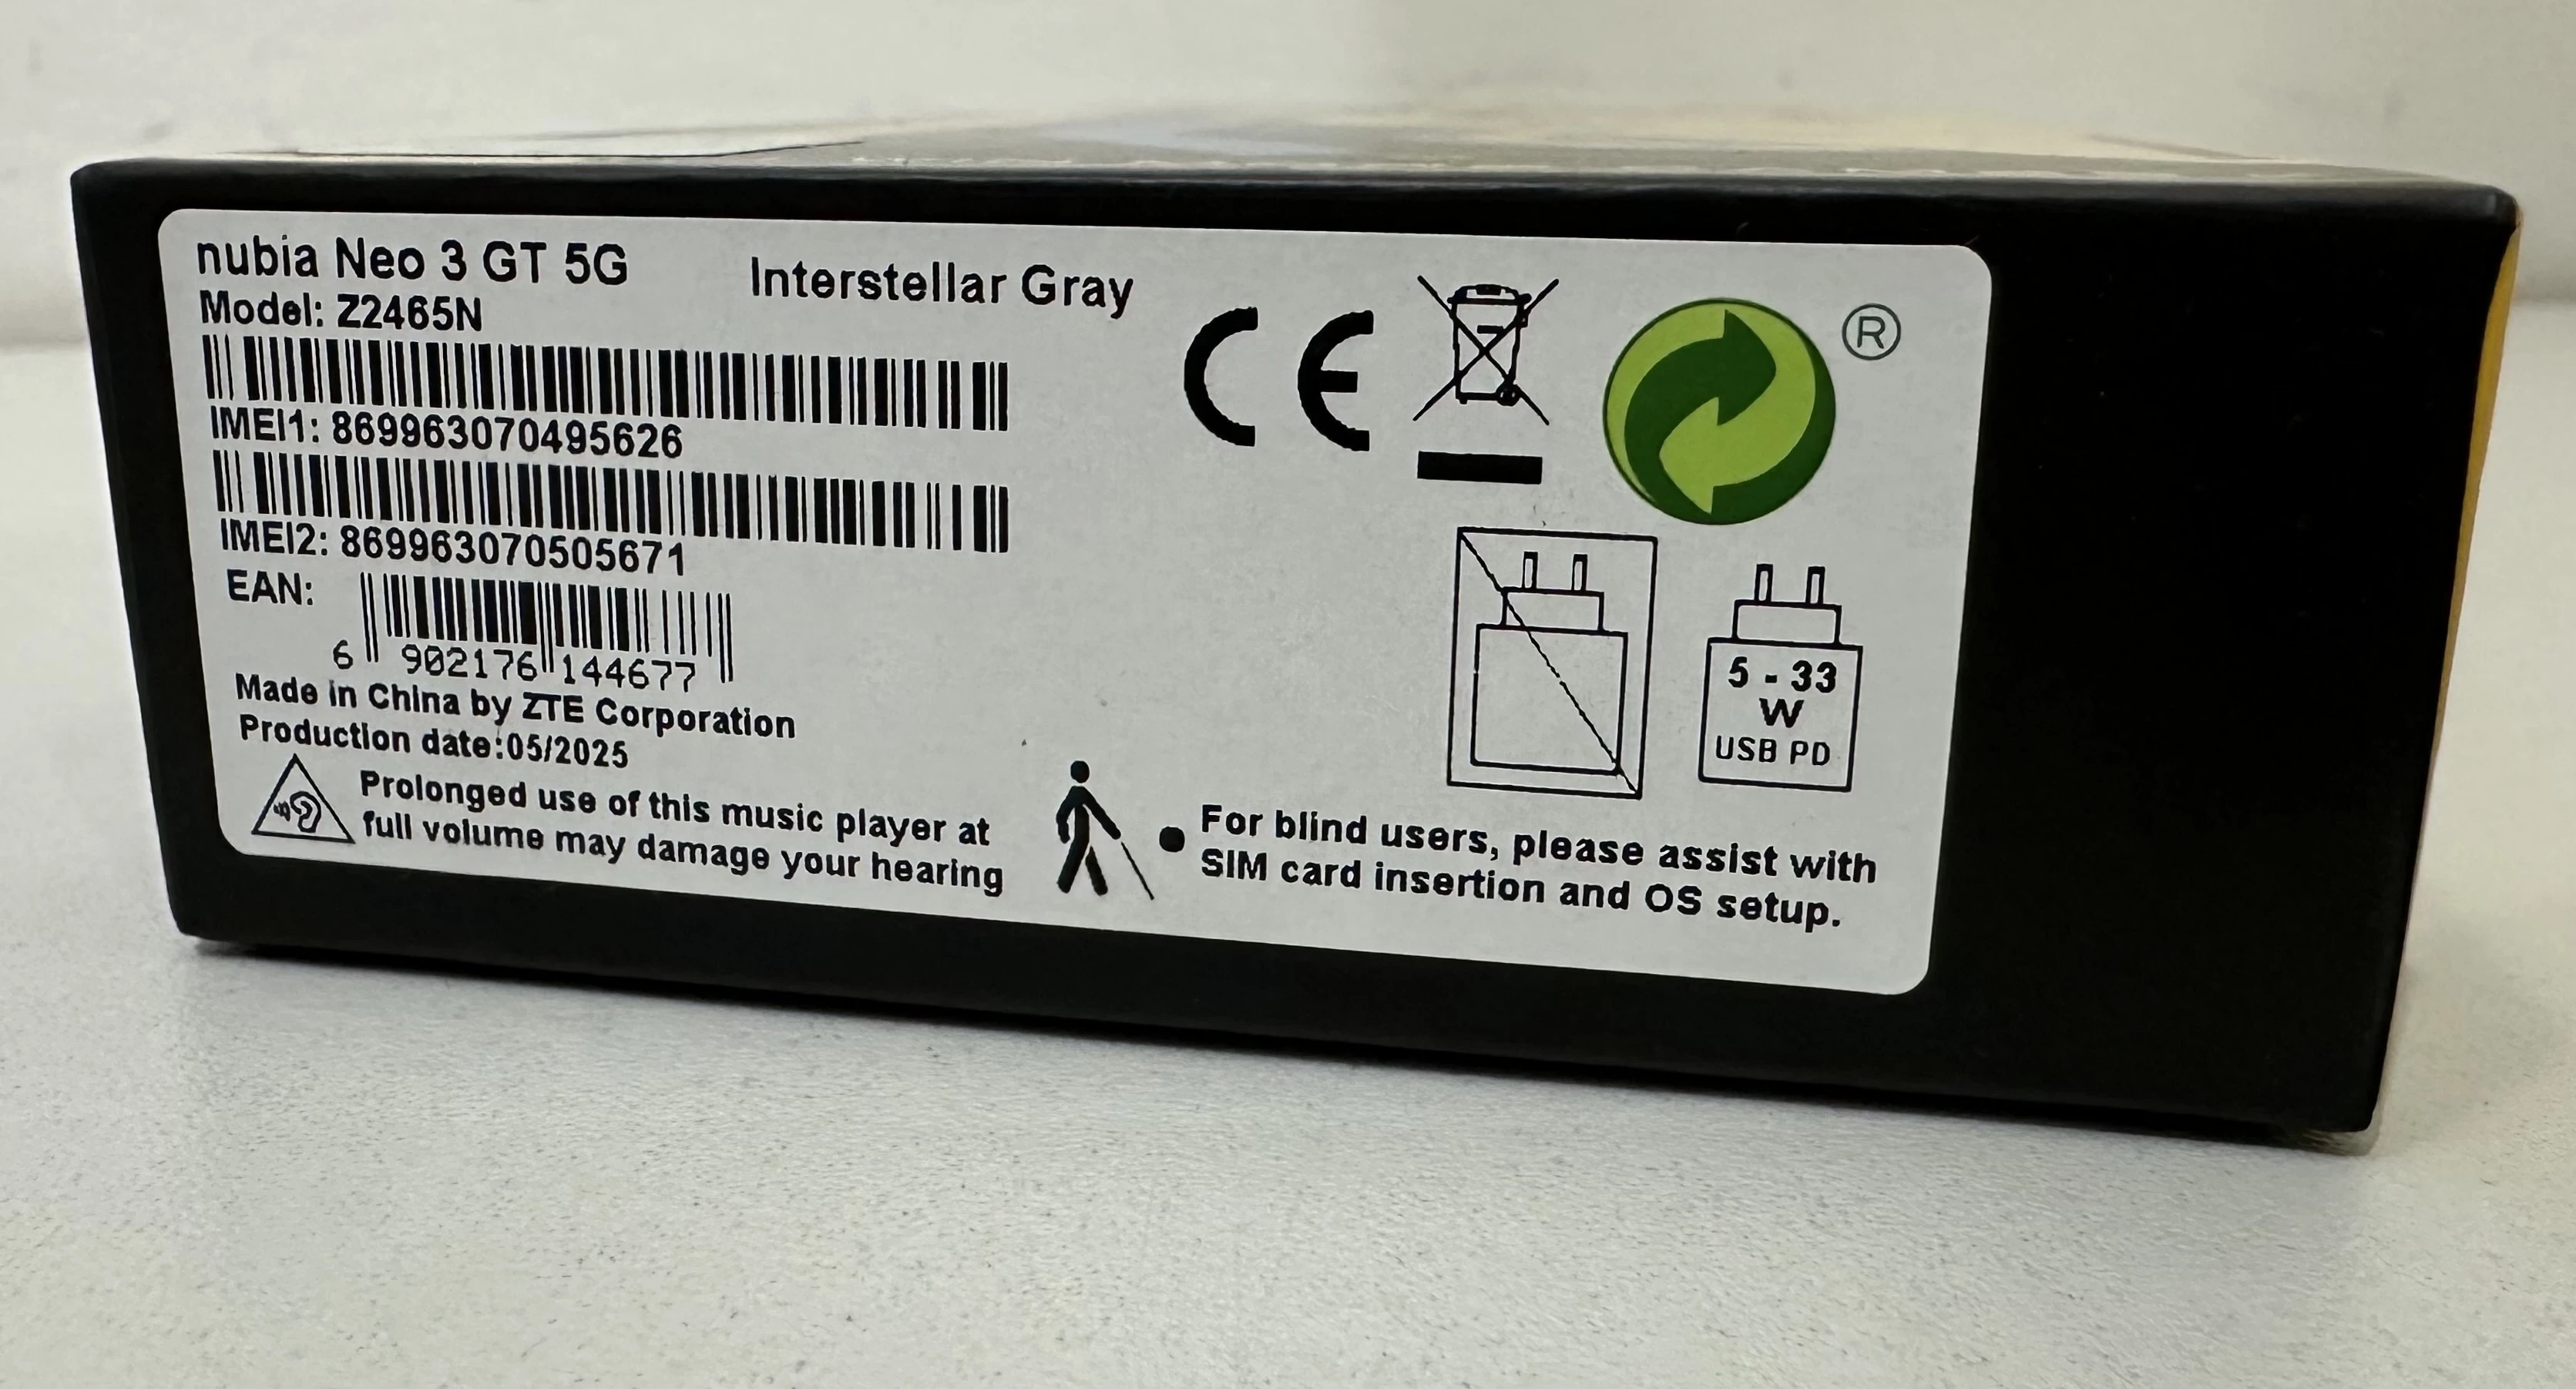 nubia Neo 3 GT 5G
Interstellar Gray
Model: Z2465N
IMEI1: 869963070495626
IMEI2: 869963070505671
EAN:
6 902176 144677
Made in China by ZTE Corporation
Production date:05/2025
Prolonged use of this music player at
full volume may damage your hearing
CE
®
5 - 33
W
USB PD
For blind users, please assist with
SIM card insertion and OS setup.